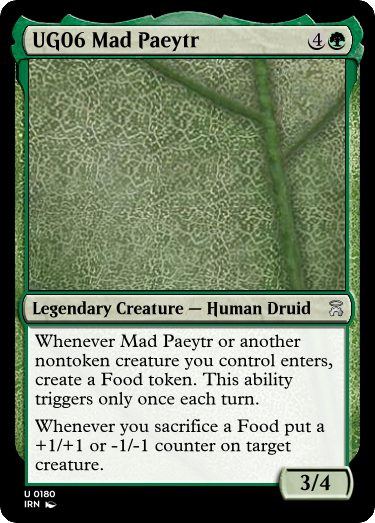 UG06 Mad Paeytr 4
Legendary Creature — Human Druid
Whenever Mad Paeytr or another
nontoken creature you control enters,
create a Food token. This ability
triggers only once each turn.
Whenever you sacrifice a Food put a
+1/+1 or -1/-1 counter on target
creature.
3/4
U 0180
IRN